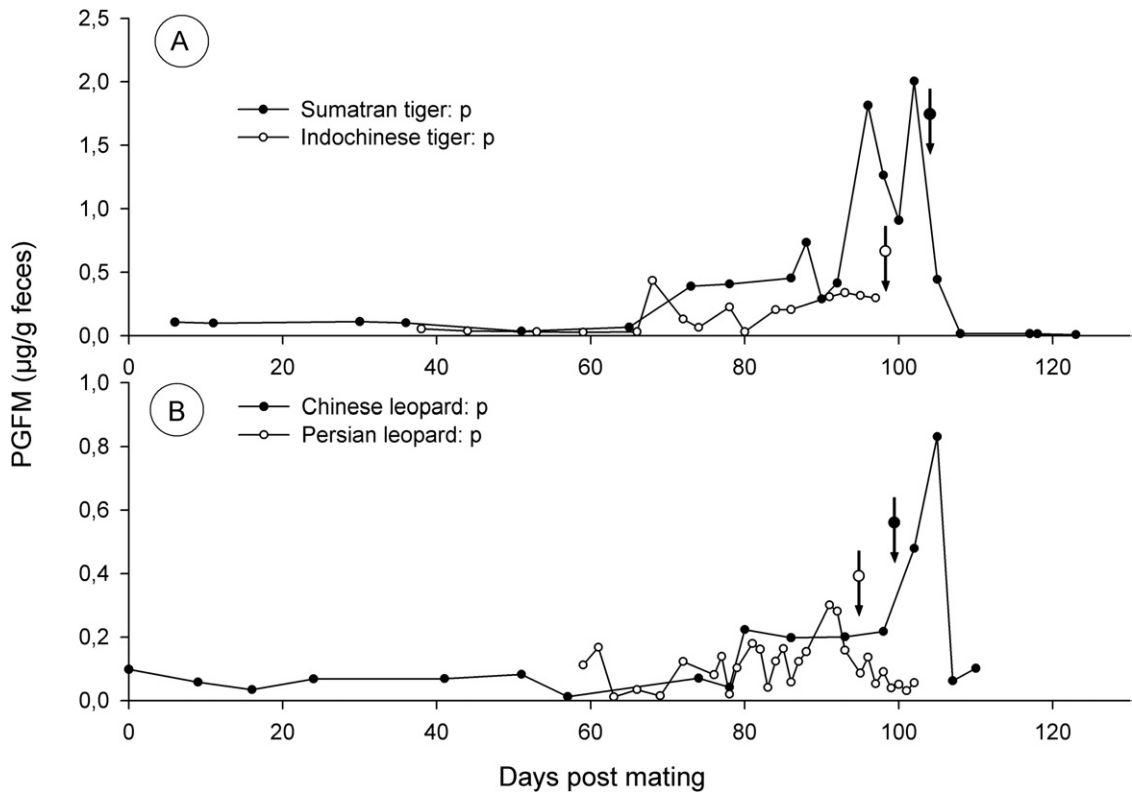 2,5
A
2,0
Sumatran tiger: p
Indochinese tiger: p
1,5
1,0
0,5
0,0
0 20 40 60 80 100 120
PGFM (µg/g feces)
1,0
B
Chinese leopard: p
Persian leopard: p
0,8
0,6
0,4
0,2
0,0
0 20 40 60 80 100 120
Days post mating